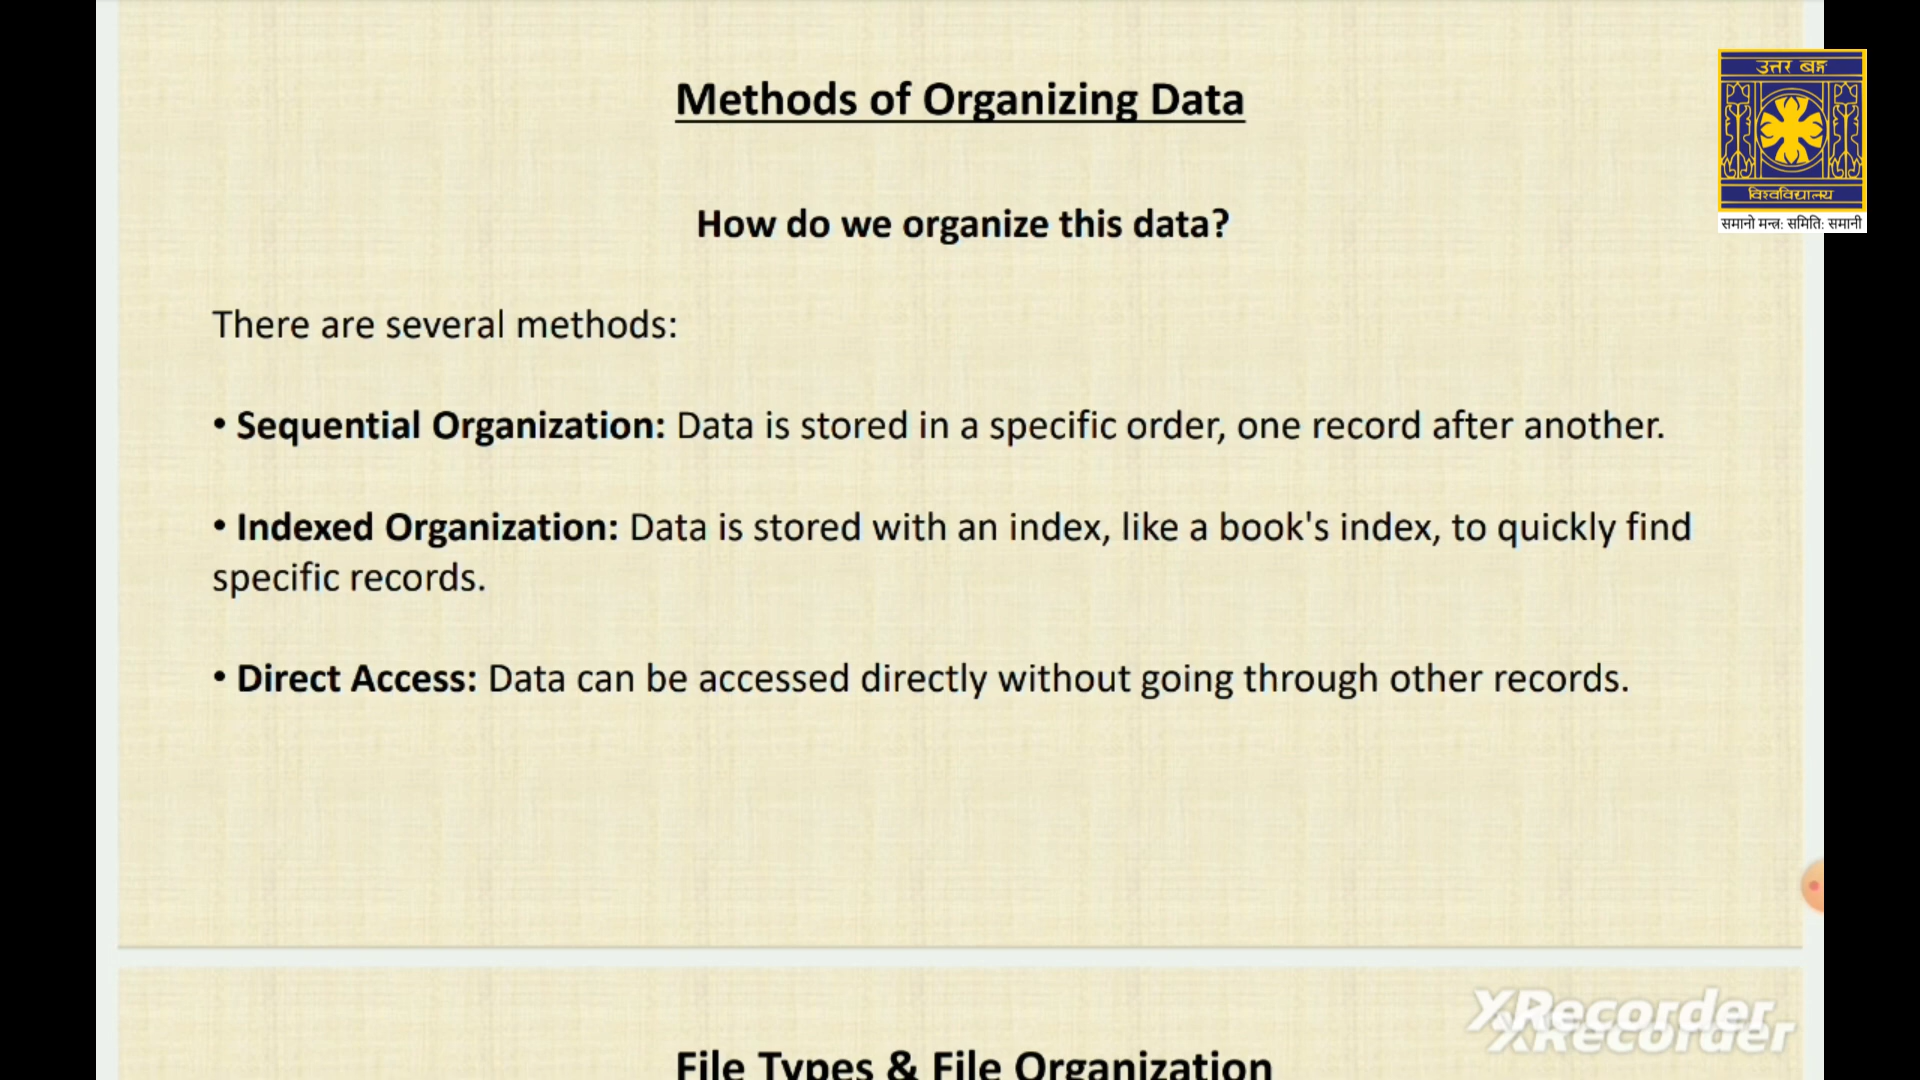 Methods of Organizing Data
उत्तर बङ्ग
विश्वविद्यालय
समानो मन्त्र: समिति: समानी
How do we organize this data?
There are several methods:
• Sequential Organization: Data is stored in a specific order, one record after another.
• Indexed Organization: Data is stored with an index, like a book's index, to quickly find
specific records.
• Direct Access: Data can be accessed directly without going through other records.
XRecorder
XRecorder
File Types & File Organization